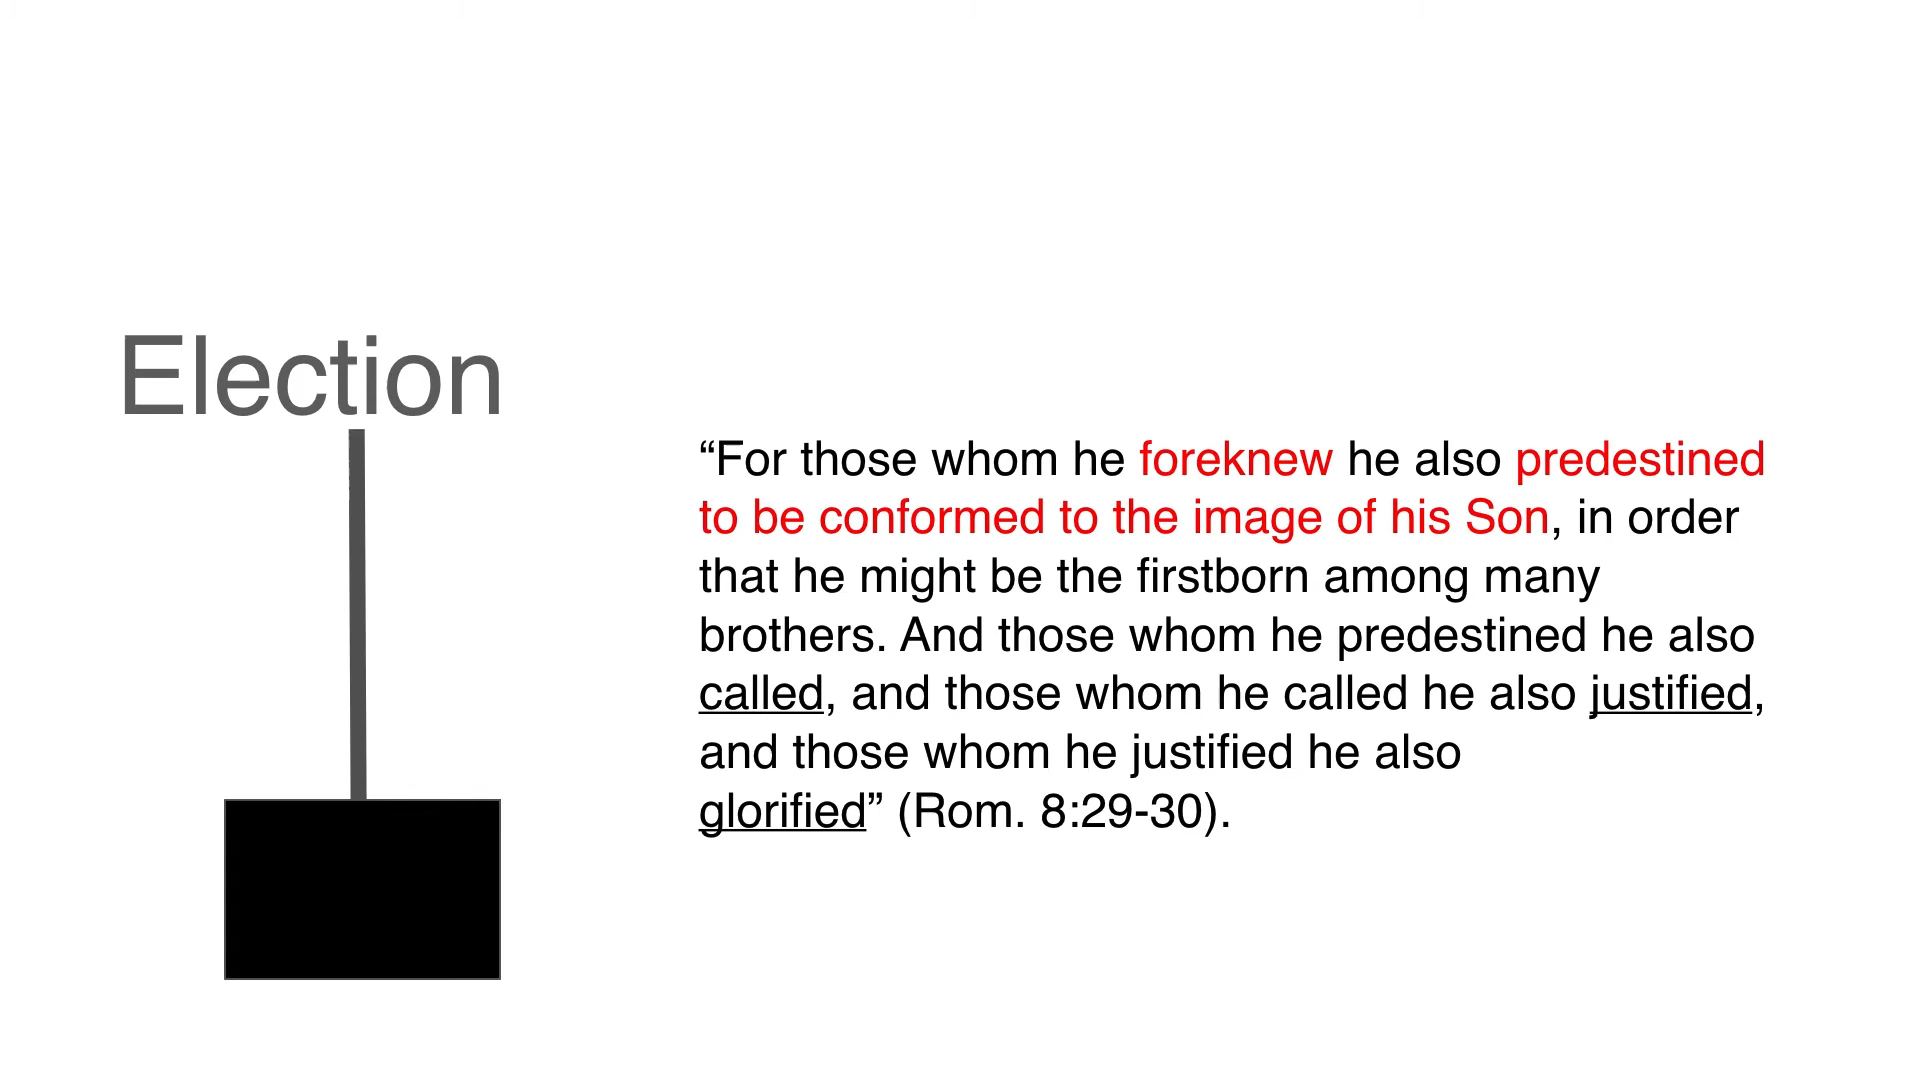 Election
“For those whom he foreknew he also predestined
to be conformed to the image of his Son, in order
that he might be the firstborn among many
brothers. And those whom he predestined he also
called, and those whom he called he also justified,
and those whom he justified he also
glorified” (Rom. 8:29-30).